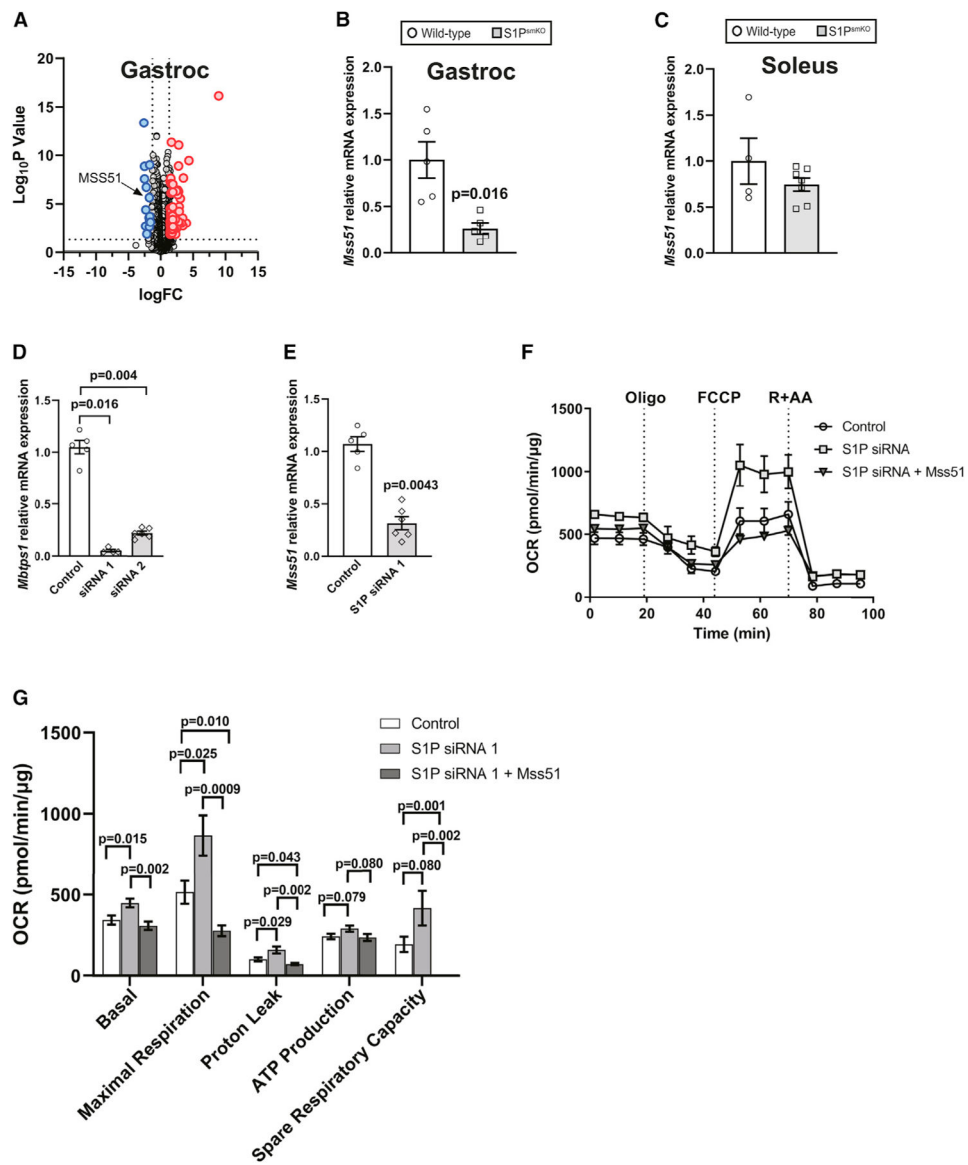 A
Gastroc
Log10P Value
20
15
10
5
0
MSS51
-15 -10 -5 0 5 10 15
logFC
B
Wild-type S1PsmKO
Gastroc
Mss51 relative mRNA expression
2.0
1.5
1.0
0.5
0.0
p=0.016
C
Wild-type S1PsmKO
Soleus
Mss51 relative mRNA expression
2.0
1.5
1.0
0.5
0.0
D
Mbtps1 relative mRNA expression
p=0.004
p=0.016
1.5
1.0
0.5
0.0
Control siRNA 1 siRNA 2
E
Mss51 relative mRNA expression
1.5
1.0
0.5
0.0
p=0.0043
Control S1P siRNA 1
F
Oligo FCCP R+AA
OCR (pmol/min/µg)
1500
1000
500
0
0 20 40 60 80 100
Time (min)
Control
S1P siRNA
S1P siRNA + Mss51
G
OCR (pmol/min/µg)
1500
1000
500
0
Control
S1P siRNA 1
S1P siRNA 1 + Mss51
p=0.015
p=0.002
p=0.010
p=0.025
p=0.0009
p=0.043
p=0.002
p=0.029
p=0.080
p=0.079
p=0.001
p=0.002
p=0.080
Basal
Maximal Respiration
Proton Leak
ATP Production
Spare Respiratory Capacity